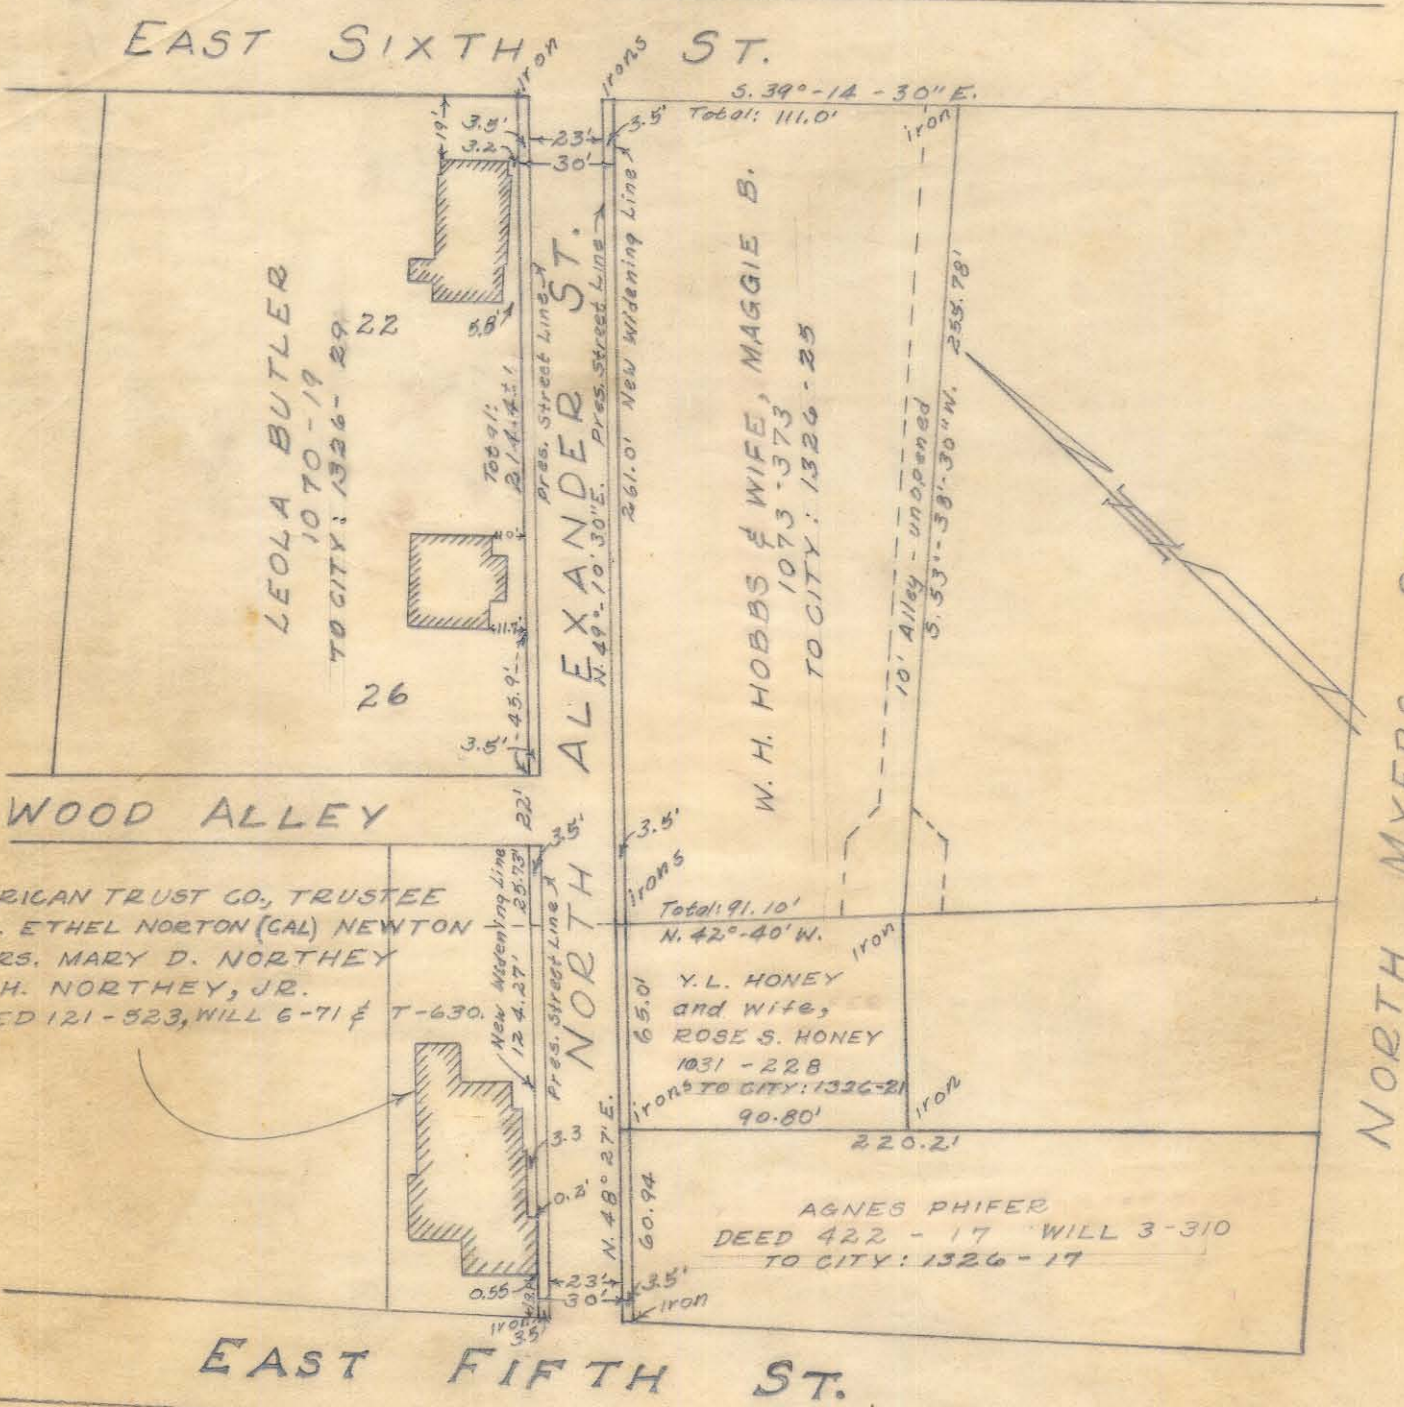 EAST SIXTH ST.
iron
irons
S. 39°-14-30" E.
Total: 111.0'
iron
19'
3.5'
3.2
23'
30'
3.5'
22
5.8'
LEOLA BUTLER
1070-19
TO CITY: 1326-29
Total:
214.4±1
Pres. Street Line
NORTH ALEXANDER ST.
N. 49°-10'30"E.
Pres. Street Line
261.0' New Widening Line
W. H. HOBBS & WIFE, MAGGIE B.
1073-373
TO CITY: 1326-25
10' Alley - unopened
S. 53°-38'-30"W. 255.78'
26
45.9'
3.5'
WOOD ALLEY
22'
3.5'
3.5'
irons
RICAN TRUST CO., TRUSTEE
. ETHEL NORTON (CAL) NEWTON
RS. MARY D. NORTHEY
H. NORTHEY, JR.
ED 121-523, WILL 6-71 & T-630.
New Widening Line
25.73'
124.27'
Pres. Street Line
Total: 91.10'
N. 42°-40' W.
iron
65.0'
Y.L. HONEY
and Wife,
ROSE S. HONEY
1031-228
TO CITY: 1326-21
irons
iron
90.80'
220.2'
3.3
0.2'
N. 48° 27' E.
60.94
AGNES PHIFER
DEED 422-17 WILL 3-310
TO CITY: 1326-17
0.55
23'
30'
3.5'
iron
iron
3.5'
EAST FIFTH ST.
NORTH MYERS